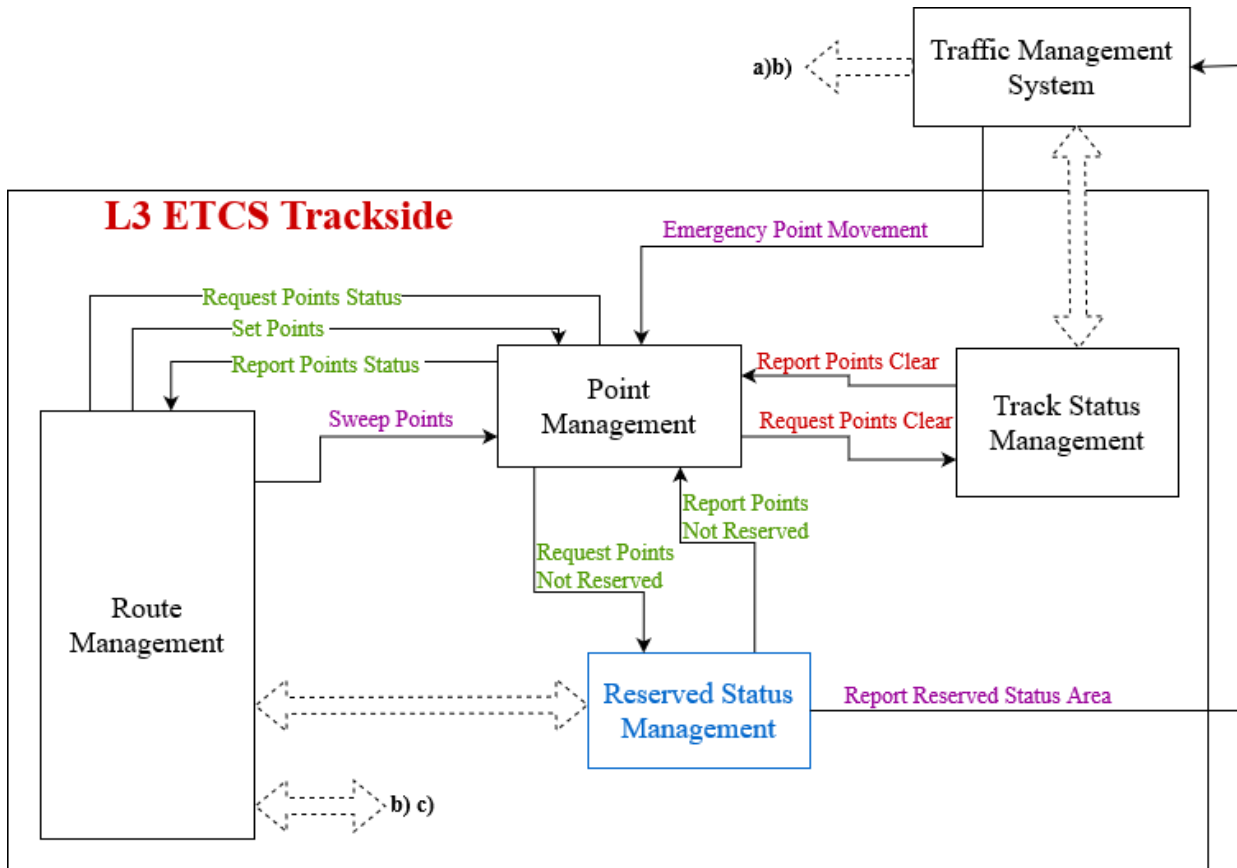 Traffic Management
System
a)b)
L3 ETCS Trackside
Emergency Point Movement
Request Points Status
Set Points
Report Points Status
Sweep Points
Point
Management
Report Points Clear
Request Points Clear
Track Status
Management
Report Points
Not Reserved
Request Points
Not Reserved
Route
Management
Reserved Status
Management
Report Reserved Status Area
b) c)